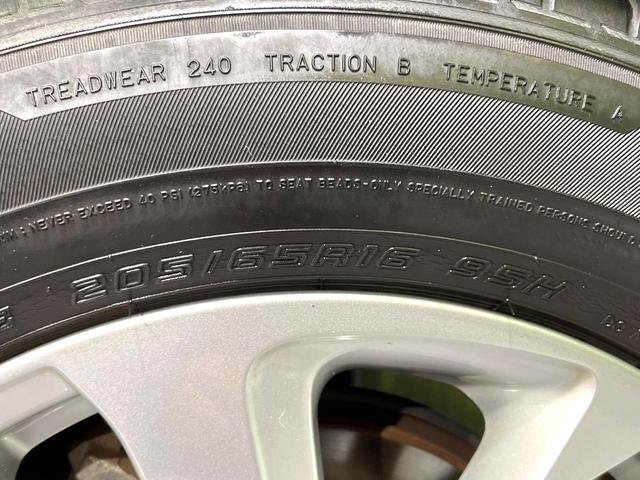 TREADWEAR 240 TRACTION B TEMPERATURE A
: NEVER EXCEED 40 PSI (275kPa) TO SEAT BEADS-ONLY SPECIALLY TRAINED PERSONS SHOULD
205/65R16 95H